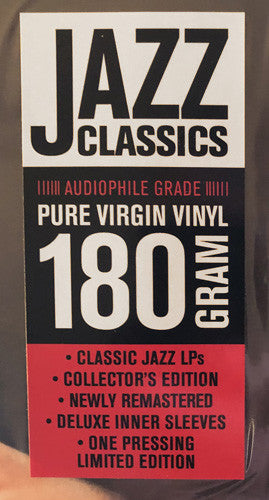 JAZZ
CLASSICS
AUDIOPHILE GRADE
PURE VIRGIN VINYL
180 GRAM
• CLASSIC JAZZ LPs
• COLLECTOR'S EDITION
• NEWLY REMASTERED
• DELUXE INNER SLEEVES
• ONE PRESSING
LIMITED EDITION